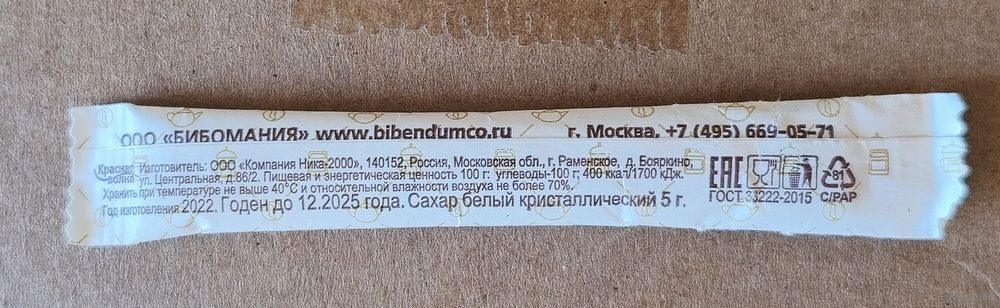 ООО «БИБОМАНИЯ» www.bibendumco.ru г. Москва, +7 (495) 669-05-71
Красная волна Изготовитель: ООО «Компания Ника-2000», 140152, Россия, Московская обл., г. Раменское, д. Бояркино,
ул. Центральная, д.86/2. Пищевая и энергетическая ценность 100 г: углеводы-100 г; 400 ккал/1700 кДж.
Хранить при температуре не выше 40°С и относительной влажности воздуха не более 70%.
Год изготовления 2022. Годен до 12.2025 года. Сахар белый кристаллический 5 г.
ЕАС
81
ГОСТ 33222-2015 C/PAP